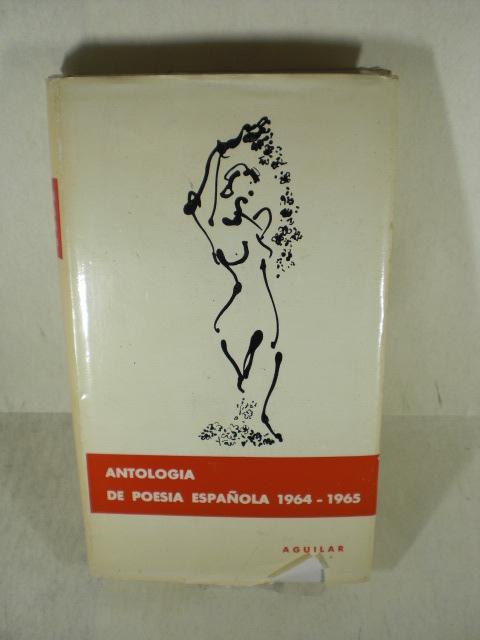 ANTOLOGIA
DE POESIA ESPAÑOLA 1964-1965
AGUILAR